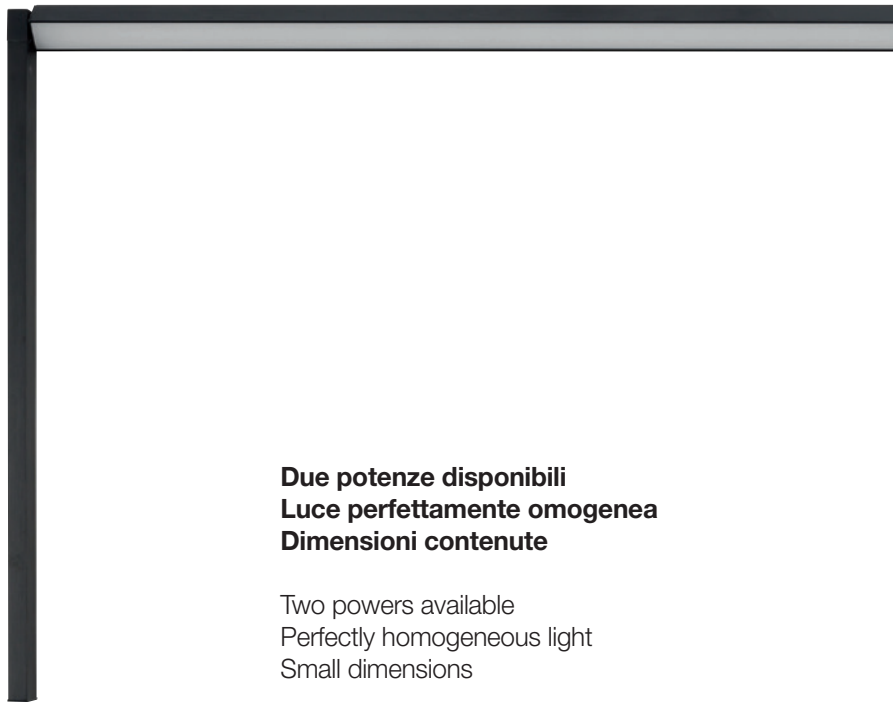 Due potenze disponibili
Luce perfettamente omogenea
Dimensioni contenute
Two powers available
Perfectly homogeneous light
Small dimensions